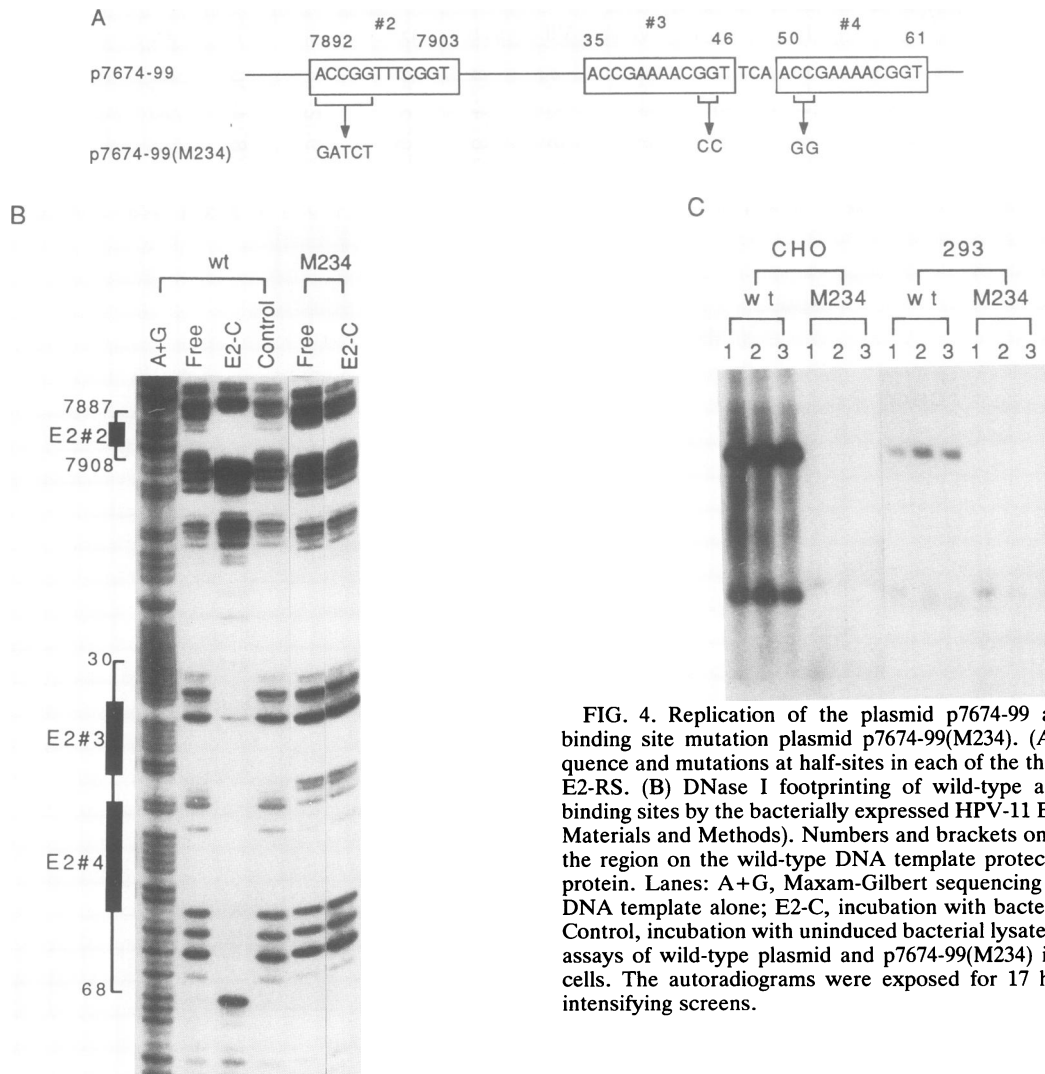 A
#2
#3
#4
7892 7903
35 46
50 61
p7674-99
ACCGGTTTCGGT
ACCGAAAACGGT TCA ACCGAAAACGGT
p7674-99(M234)
GATCT
CC
GG
B
wt
M234
A+G
Free
E2-C
Control
Free
E2-C
7887
E2#2
7908
30
E2#3
E2#4
68
C
CHO
293
wt M234
wt M234
1 2 3 1 2 3
1 2 3 1 2 3
FIG. 4. Replication of the plasmid p7674-99 a
binding site mutation plasmid p7674-99(M234). (A
quence and mutations at half-sites in each of the th
E2-RS. (B) DNase I footprinting of wild-type a
binding sites by the bacterially expressed HPV-11 E
Materials and Methods). Numbers and brackets on
the region on the wild-type DNA template protec
protein. Lanes: A+G, Maxam-Gilbert sequencing
DNA template alone; E2-C, incubation with bacte
Control, incubation with uninduced bacterial lysate
assays of wild-type plasmid and p7674-99(M234) i
cells. The autoradiograms were exposed for 17 h
intensifying screens.